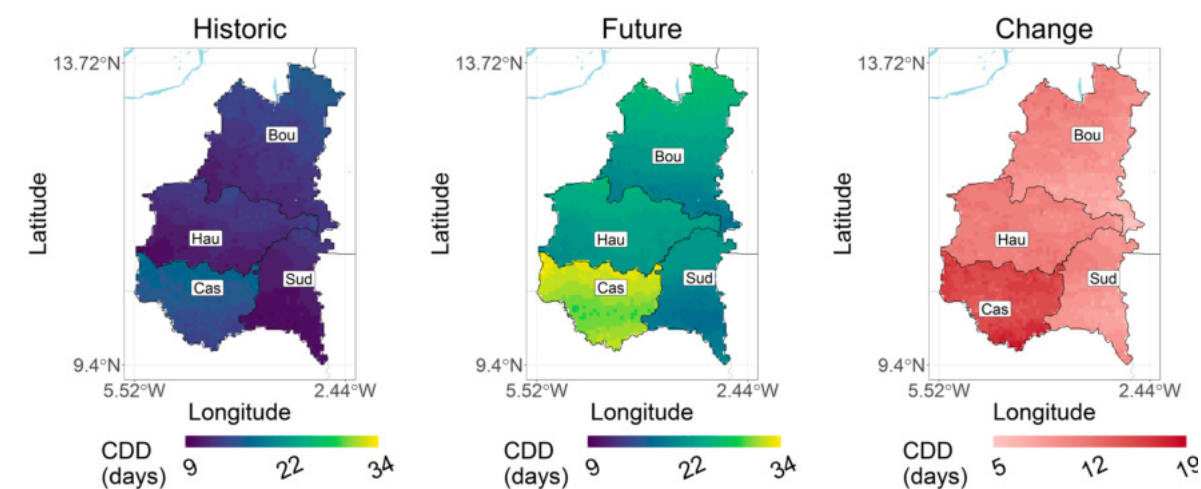 Historic
13.72°N
Latitude
Bou
Hau
Cas
Sud
9.4°N
5.52°W
2.44°W
Longitude
CDD
(days)
9
22
34
Future
13.72°N
Latitude
Bou
Hau
Cas
Sud
9.4°N
5.52°W
2.44°W
Longitude
CDD
(days)
9
22
34
Change
13.72°N
Latitude
Bou
Hau
Cas
Sud
9.4°N
5.52°W
2.44°W
Longitude
CDD
(days)
5
12
19